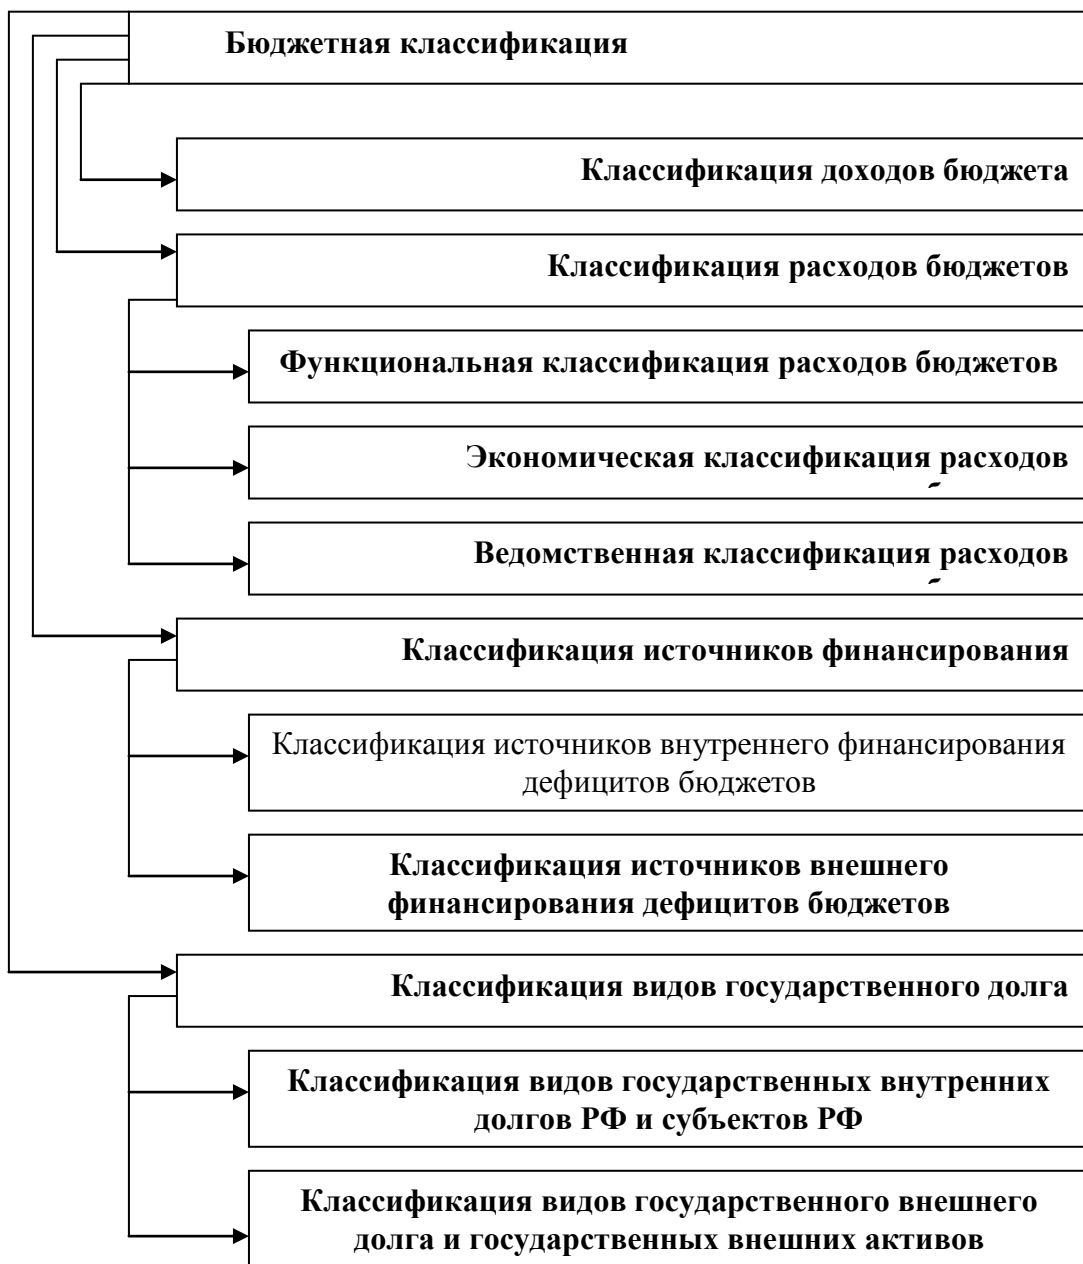 Бюджетная классификация
Классификация доходов бюджета
Классификация расходов бюджетов
Функциональная классификация расходов бюджетов
Экономическая классификация расходов
Ведомственная классификация расходов
Классификация источников финансирования
Классификация источников внутреннего финансирования
дефицитов бюджетов
Классификация источников внешнего
финансирования дефицитов бюджетов
Классификация видов государственного долга
Классификация видов государственных внутренних
долгов РФ и субъектов РФ
Классификация видов государственного внешнего
долга и государственных внешних активов